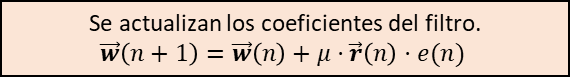 Se actualizan los coeficientes del filtro.
w⃗(n + 1) = w⃗(n) + μ · r⃗(n) · e(n)